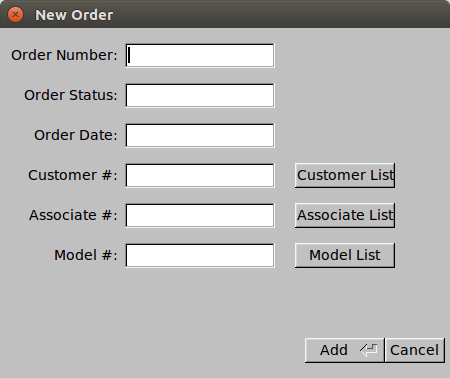 New Order
Order Number:
Order Status:
Order Date:
Customer #: Customer List
Associate #: Associate List
Model #: Model List
Add Cancel